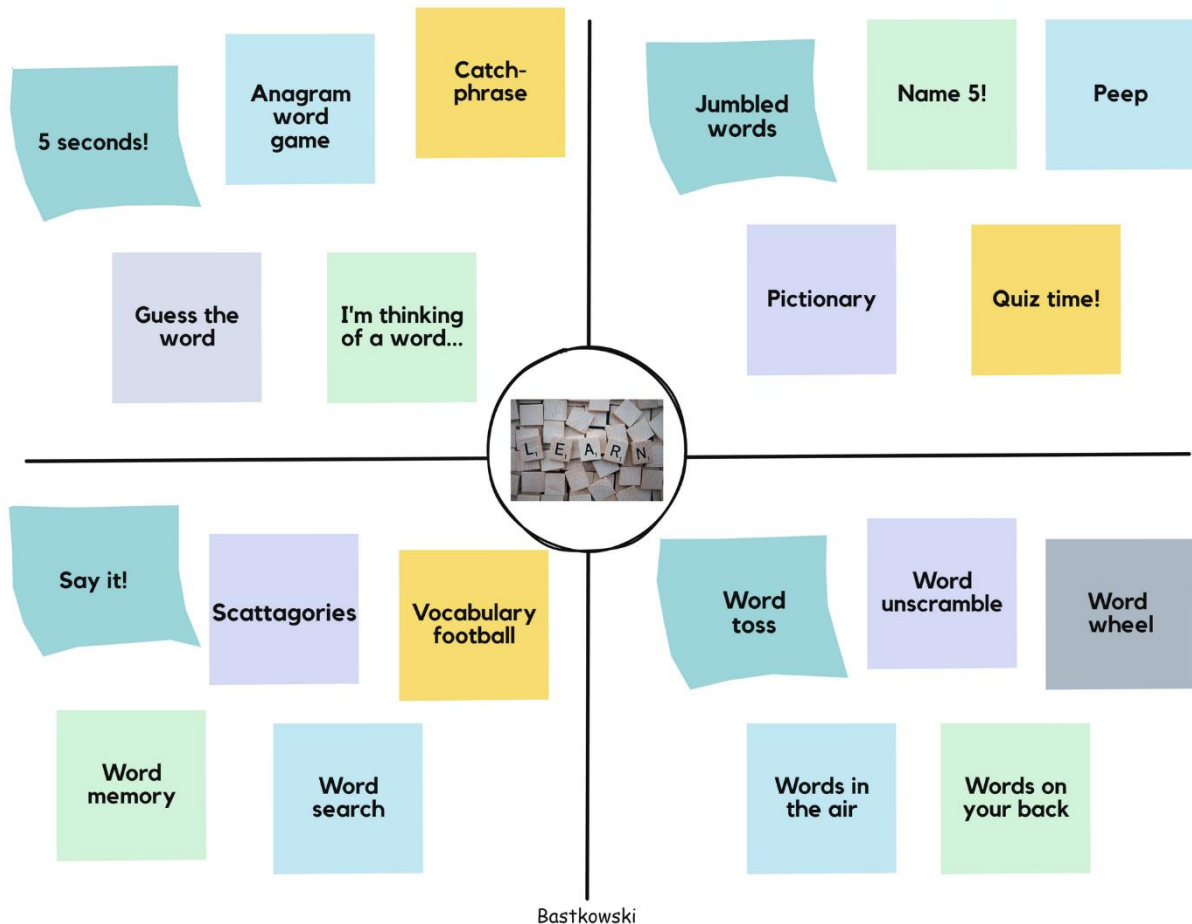 5 seconds!
Anagram
word
game
Catch-
phrase
Guess the
word
I'm thinking
of a word...
Jumbled
words
Name 5!
Peep
Pictionary
Quiz time!
L E A R N
Say it!
Scattagories
Vocabulary
football
Word
memory
Word
search
Word
toss
Word
unscramble
Word
wheel
Words in
the air
Words on
your back
Bastkowski